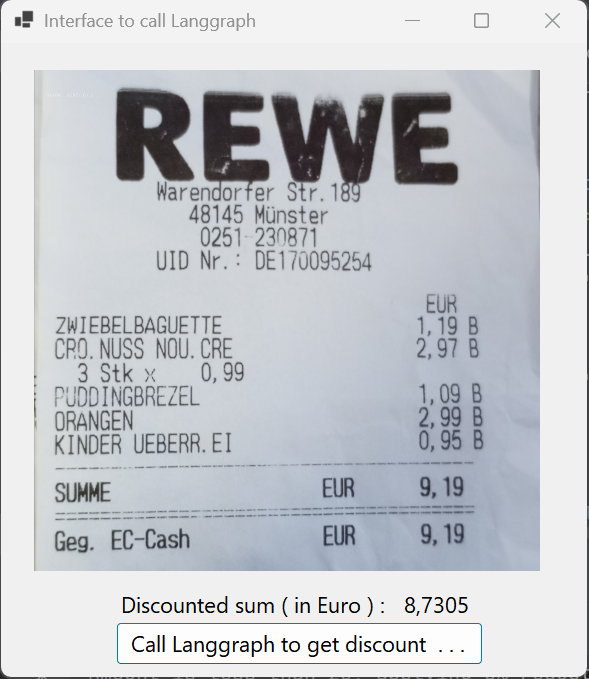 Interface to call Langgraph
REWE
Warendorfer Str.189
48145 Münster
0251-230871
UID Nr.: DE170095254
EUR
ZWIEBELBAGUETTE 1,19 B
CRO.NUSS NOU.CRE 2,97 B
3 Stk x 0,99
PUDDINGBREZEL 1,09 B
ORANGEN 2,99 B
KINDER UEBERR.EI 0,95 B
SUMME EUR 9,19
Geg. EC-Cash EUR 9,19
Discounted sum ( in Euro ) : 8,7305
Call Langgraph to get discount . . .